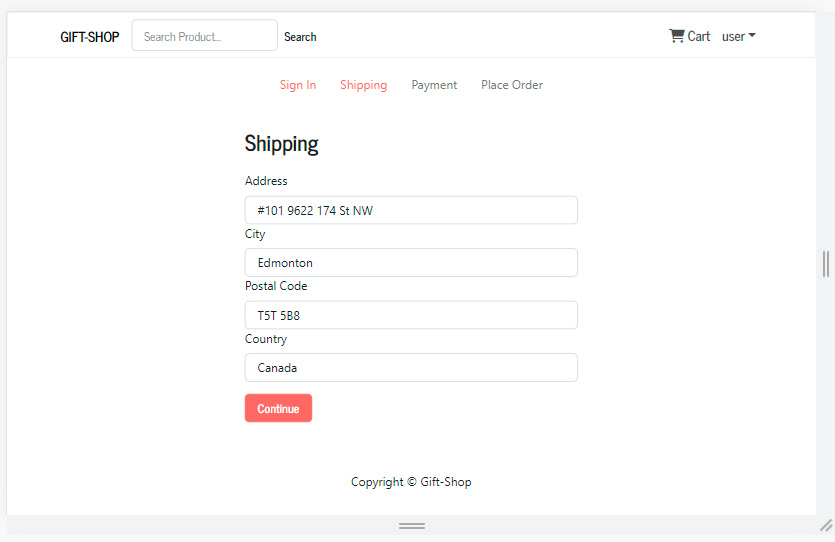 GIFT-SHOP Search Product... Search Cart user
Sign In Shipping Payment Place Order
Shipping
Address
#101 9622 174 St NW
City
Edmonton
Postal Code
T5T 5B8
Country
Canada
Continue
Copyright © Gift-Shop